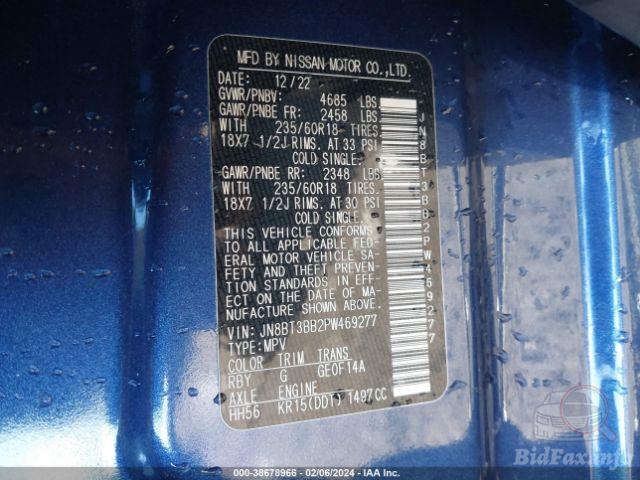 MFD BY NISSAN MOTOR CO.,LTD.
DATE: 12/22
GVWR/PNBV: 4685 LBS
GAWR/PNBE FR: 2458 LBS
WITH 235/60R18 TIRES,
18X7 1/2J RIMS, AT 33 PSI
COLD SINGLE,
GAWR/PNBE RR: 2348 LBS
WITH 235/60R18 TIRES,
18X7 1/2J RIMS, AT 30 PSI
COLD SINGLE,
THIS VEHICLE CONFORMS
TO ALL APPLICABLE FED-
ERAL MOTOR VEHICLE SA-
FETY AND THEFT PREVEN-
TION STANDARDS IN EFF-
ECT ON THE DATE OF MA-
NUFACTURE SHOWN ABOVE.
VIN: JN8BT3BB2PW469277
TYPE:MPV
COLOR TRIM TRANS
RBY G GE0F14A
AXLE ENGINE
HH56 KR15(DDT) 1497CC
JN8BT3BB2PW469277
000-38678966 - 02/06/2024 - IAA Inc.
BidFax.info